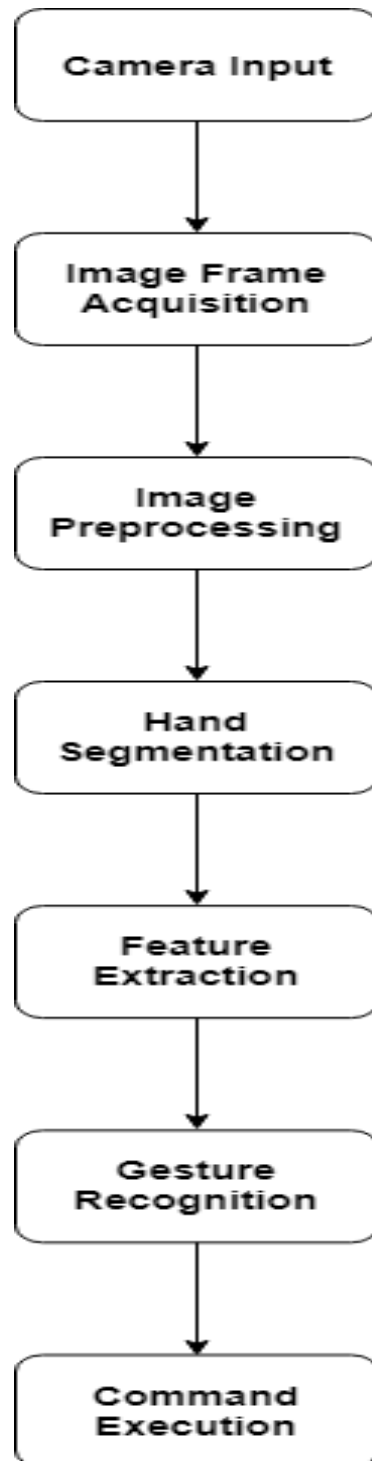 Camera Input
Image Frame
Acquisition
Image
Preprocessing
Hand
Segmentation
Feature
Extraction
Gesture
Recognition
Command
Execution